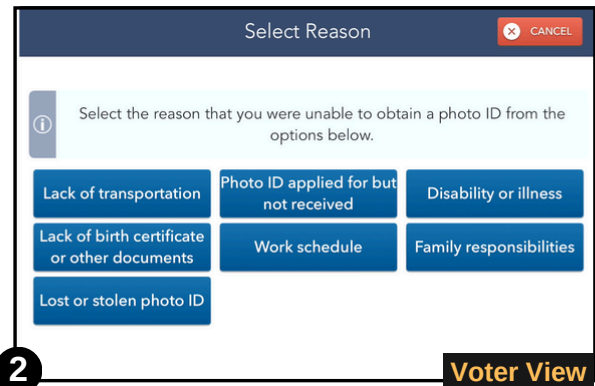 Select Reason
CANCEL
Select the reason that you were unable to obtain a photo ID from the
options below.
Lack of transportation
Photo ID applied for but
not received
Disability or illness
Lack of birth certificate
or other documents
Work schedule
Family responsibilities
Lost or stolen photo ID
2
Voter View